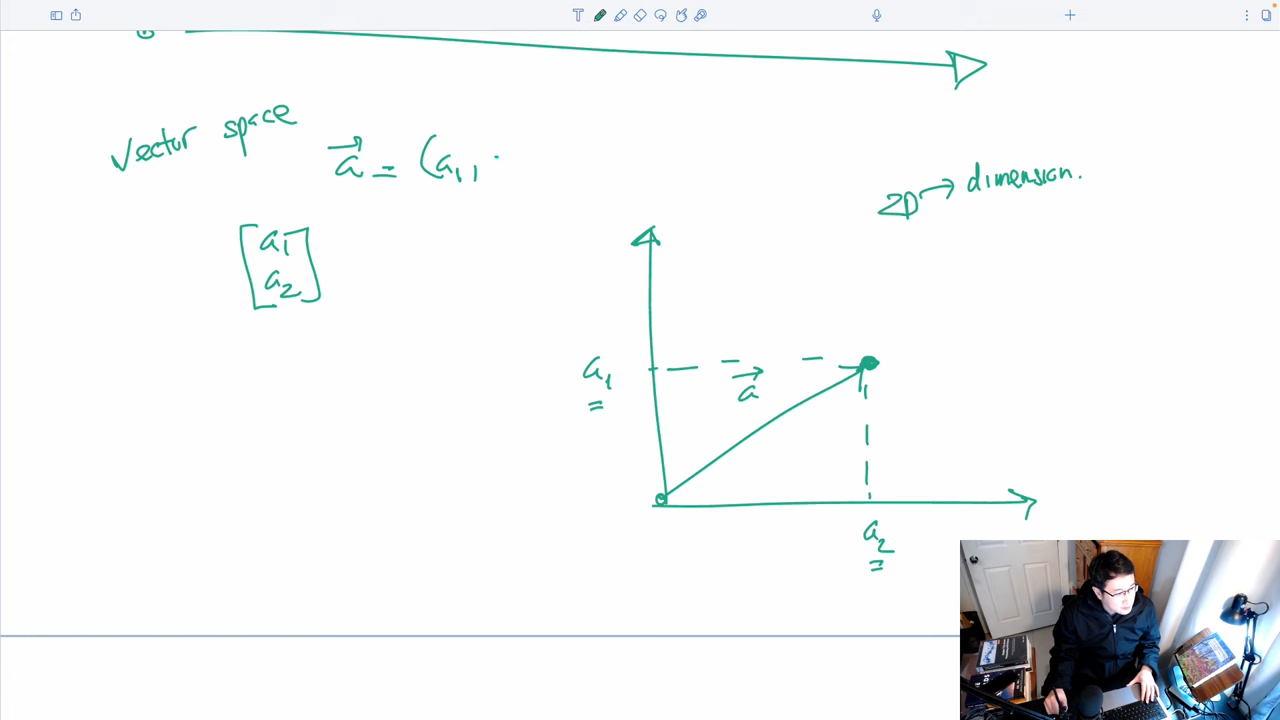 Vector space
a = (a1,
2D → dimension.
[a1
a2]
a1
a
a2